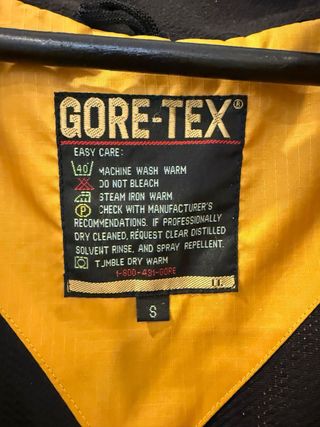 GORE-TEX®
EASY CARE:
40 MACHINE WASH WARM
DO NOT BLEACH
STEAM IRON WARM
P CHECK WITH MANUFACTURER'S
RECOMMENDATIONS. IF PROFESSIONALLY
DRY CLEANED, REQUEST CLEAR DISTILLED
SOLVENT RINSE, AND SPRAY REPELLENT.
TUMBLE DRY WARM
1-800-431-GORE
S